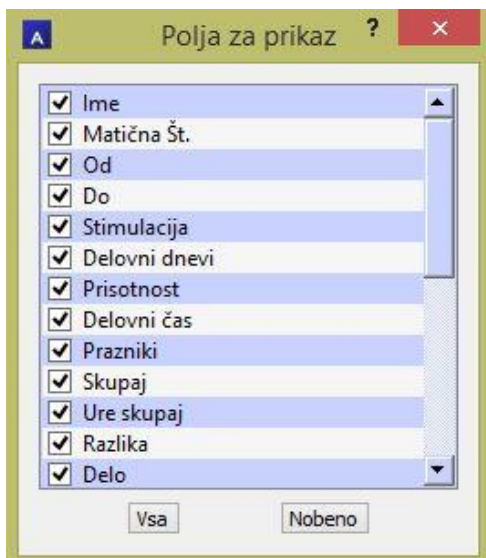 A Polja za prikaz ? ×
Ime
Matična Št.
Od
Do
Stimulacija
Delovni dnevi
Prisotnost
Delovni čas
Prazniki
Skupaj
Ure skupaj
Razlika
Delo
Vsa Nobeno